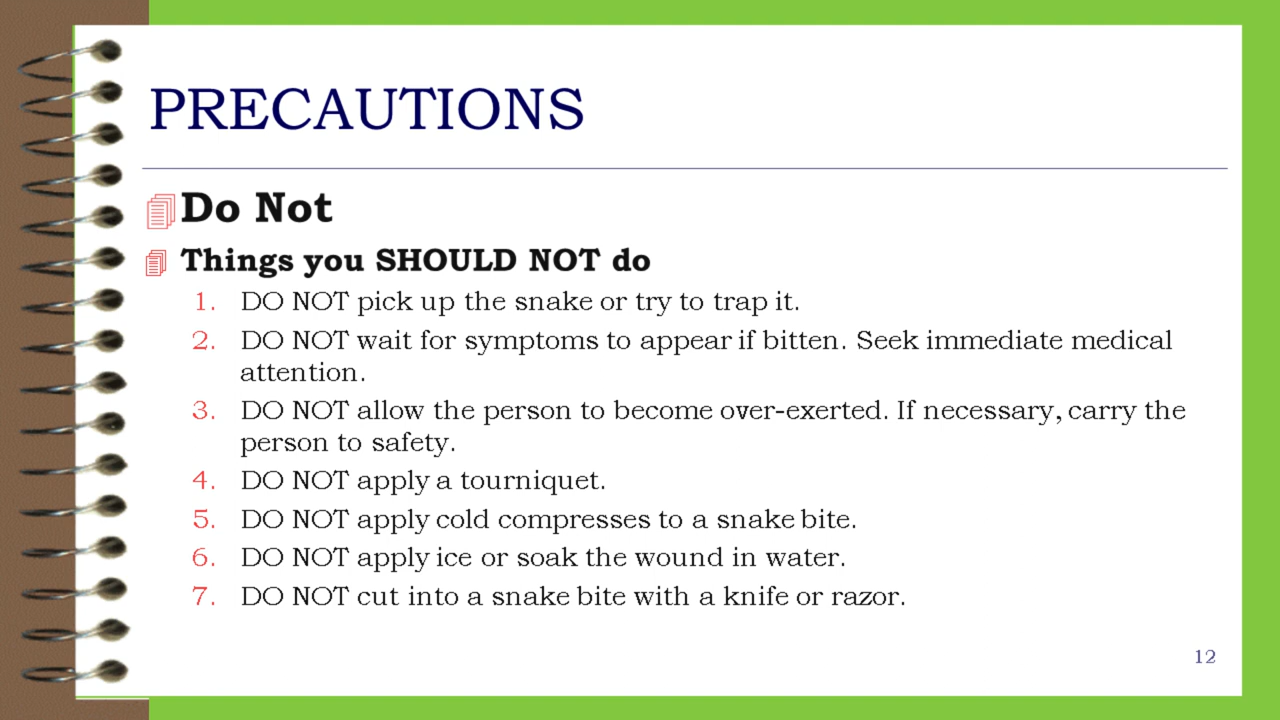 PRECAUTIONS
Do Not
Things you SHOULD NOT do
1. DO NOT pick up the snake or try to trap it.
2. DO NOT wait for symptoms to appear if bitten. Seek immediate medical
attention.
3. DO NOT allow the person to become over-exerted. If necessary, carry the
person to safety.
4. DO NOT apply a tourniquet.
5. DO NOT apply cold compresses to a snake bite.
6. DO NOT apply ice or soak the wound in water.
7. DO NOT cut into a snake bite with a knife or razor.
12